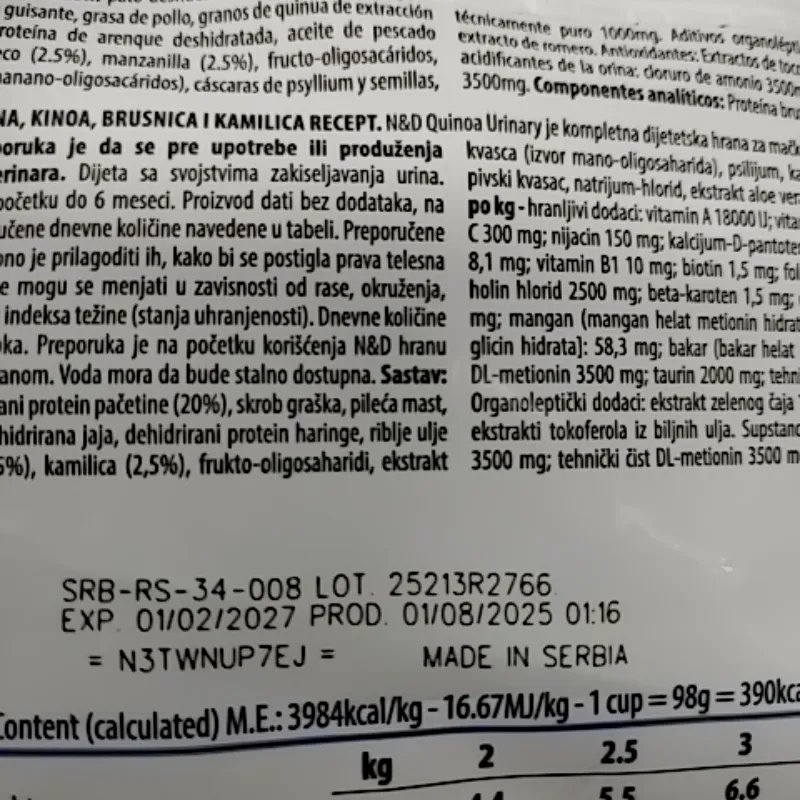 guisante, grasa de pollo, granos de quinua de extracción
proteína de arenque deshidratada, aceite de pescado
(2.5%), manzanilla (2.5%), fructo-oligosacáridos,
manano-oligosacáridos), cáscaras de psyllium y semillas,
técnicamente puro 1000mg. Aditivos
extracto de romero. Antioxidantes: Extractos de
acidificantes de la orina: cloruro de amonio
3500mg. Componentes analíticos: Proteína
KINOA, BRUSNICA I KAMILICA RECEPT. N&D Quinoa Urinary je kompletna dijetetska hrana za
poruka je da se pre upotrebe ili produženja
erinara. Dijeta sa svojstvima zakiseljavanja urina.
početku do 6 meseci. Proizvod dati bez dodataka, na
učene dnevne količine navedene u tabeli. Preporučene
ono je prilagoditi ih, kako bi se postigla prava telesna
e mogu se menjati u zavisnosti od rase, okruženja,
indeksa težine (stanja uhranjenosti). Dnevne količine
oka. Preporuka je na početku korišćenja N&D hranu
anom. Voda mora da bude stalno dostupna. Sastav:
ani protein pačetine (20%), skrob graška, pileća mast,
hidrirana jaja, dehidrirani protein haringe, riblje ulje
5%), kamilica (2,5%), frukto-oligosaharidi, ekstrakt
kvasca (izvor mano-oligosaharida), psilijum,
pivski kvasac, natrijum-hlorid, ekstrakt aloe
po kg - hranljivi dodaci: vitamin A 18000 IJ;
C 300 mg; nijacin 150 mg; kalcijum-D-pantoten
8,1 mg; vitamin B1 10 mg; biotin 1,5 mg; fol
holin hlorid 2500 mg; beta-karoten 1,5 mg;
mg; mangan (mangan helat metionin hidrat
glicin hidrata]: 58,3 mg; bakar (bakar helat
DL-metionin 3500 mg; taurin 2000 mg; tehni
Organoleptički dodaci: ekstrakt zelenog čaja
ekstrakti tokoferola iz biljnih ulja. Supstanc
3500 mg; tehnički čist DL-metionin 3500 m
SRB-RS-34-008 LOT. 25213R2766
EXP. 01/02/2027 PROD. 01/08/2025 01:16
= N3TWNUP7EJ = MADE IN SERBIA
Content (calculated) M.E.: 3984kcal/kg - 16.67MJ/kg - 1 cup = 98g = 390kca
kg 2 2.5 3
4.4 5.5 6.6